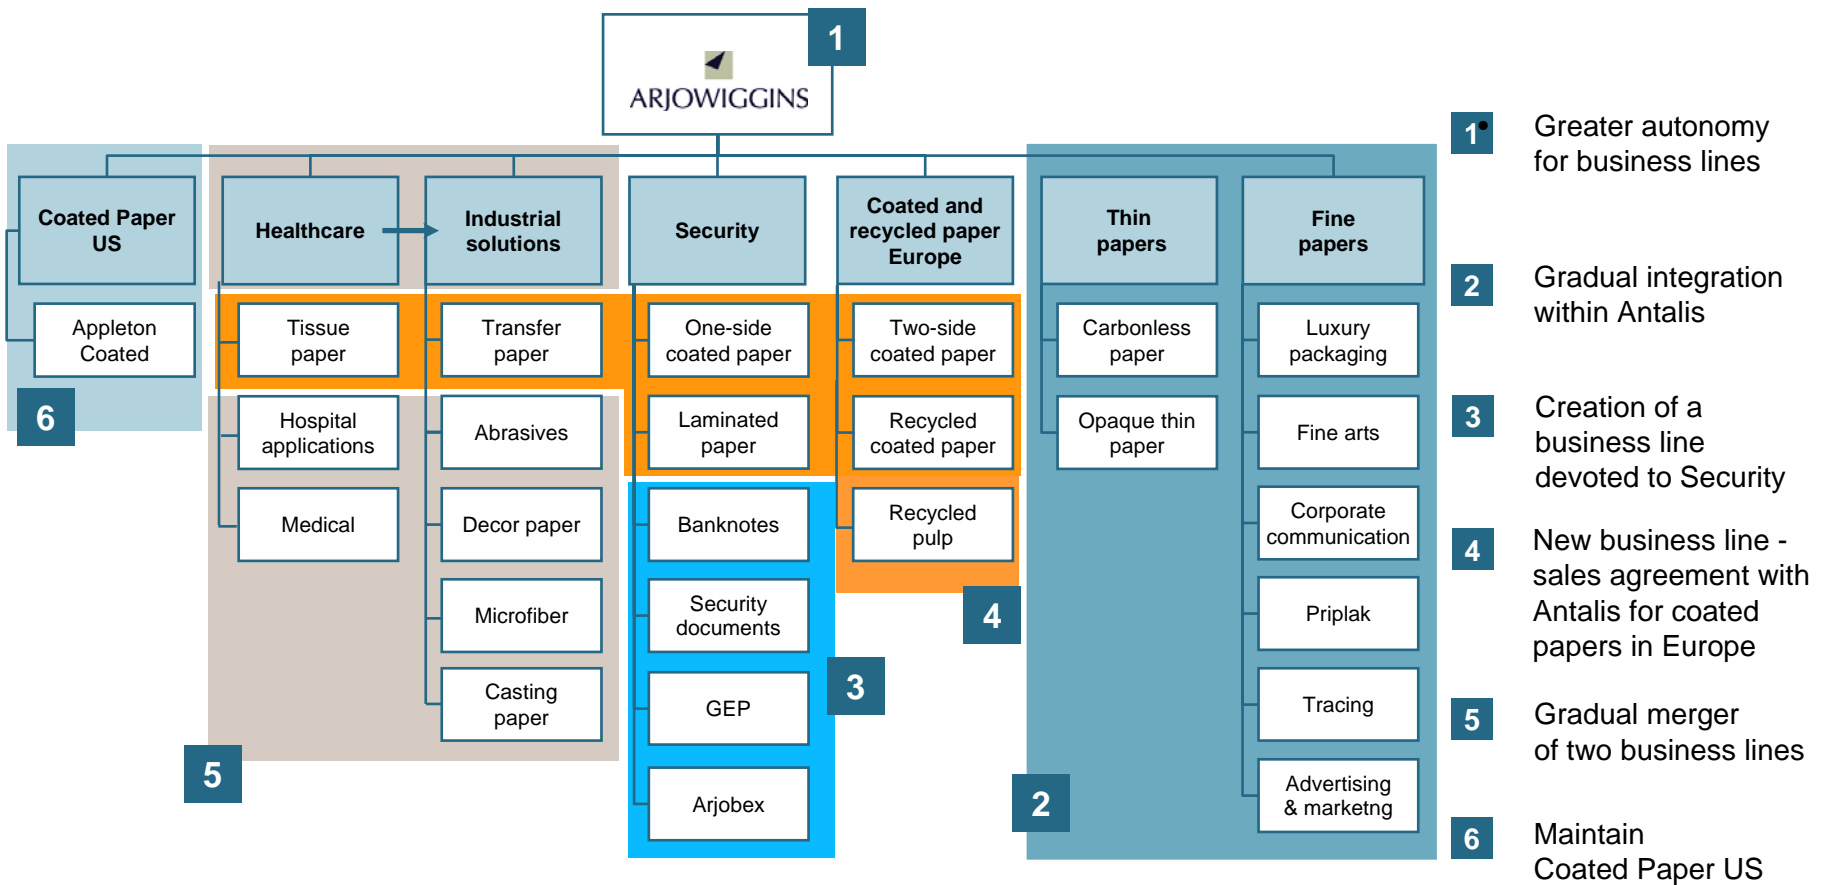 1
ARJOWIGGINS
Coated Paper
US
Healthcare
Industrial
solutions
Security
Coated and
recycled paper
Europe
Thin
papers
Fine
papers
Appleton
Coated
6
Tissue
paper
Hospital
applications
Medical
Transfer
paper
Abrasives
Decor paper
Microfiber
Casting
paper
5
One-side
coated paper
Laminated
paper
Banknotes
Security
documents
GEP
Arjobex
3
Two-side
coated paper
Recycled
coated paper
Recycled
pulp
4
Carbonless
paper
Opaque thin
paper
2
Luxury
packaging
Fine arts
Corporate
communication
Priplak
Tracing
Advertising
& marketng
1•
Greater autonomy
for business lines
2
Gradual integration
within Antalis
3
Creation of a
business line
devoted to Security
4
New business line -
sales agreement with
Antalis for coated
papers in Europe
5
Gradual merger
of two business lines
6
Maintain
Coated Paper US